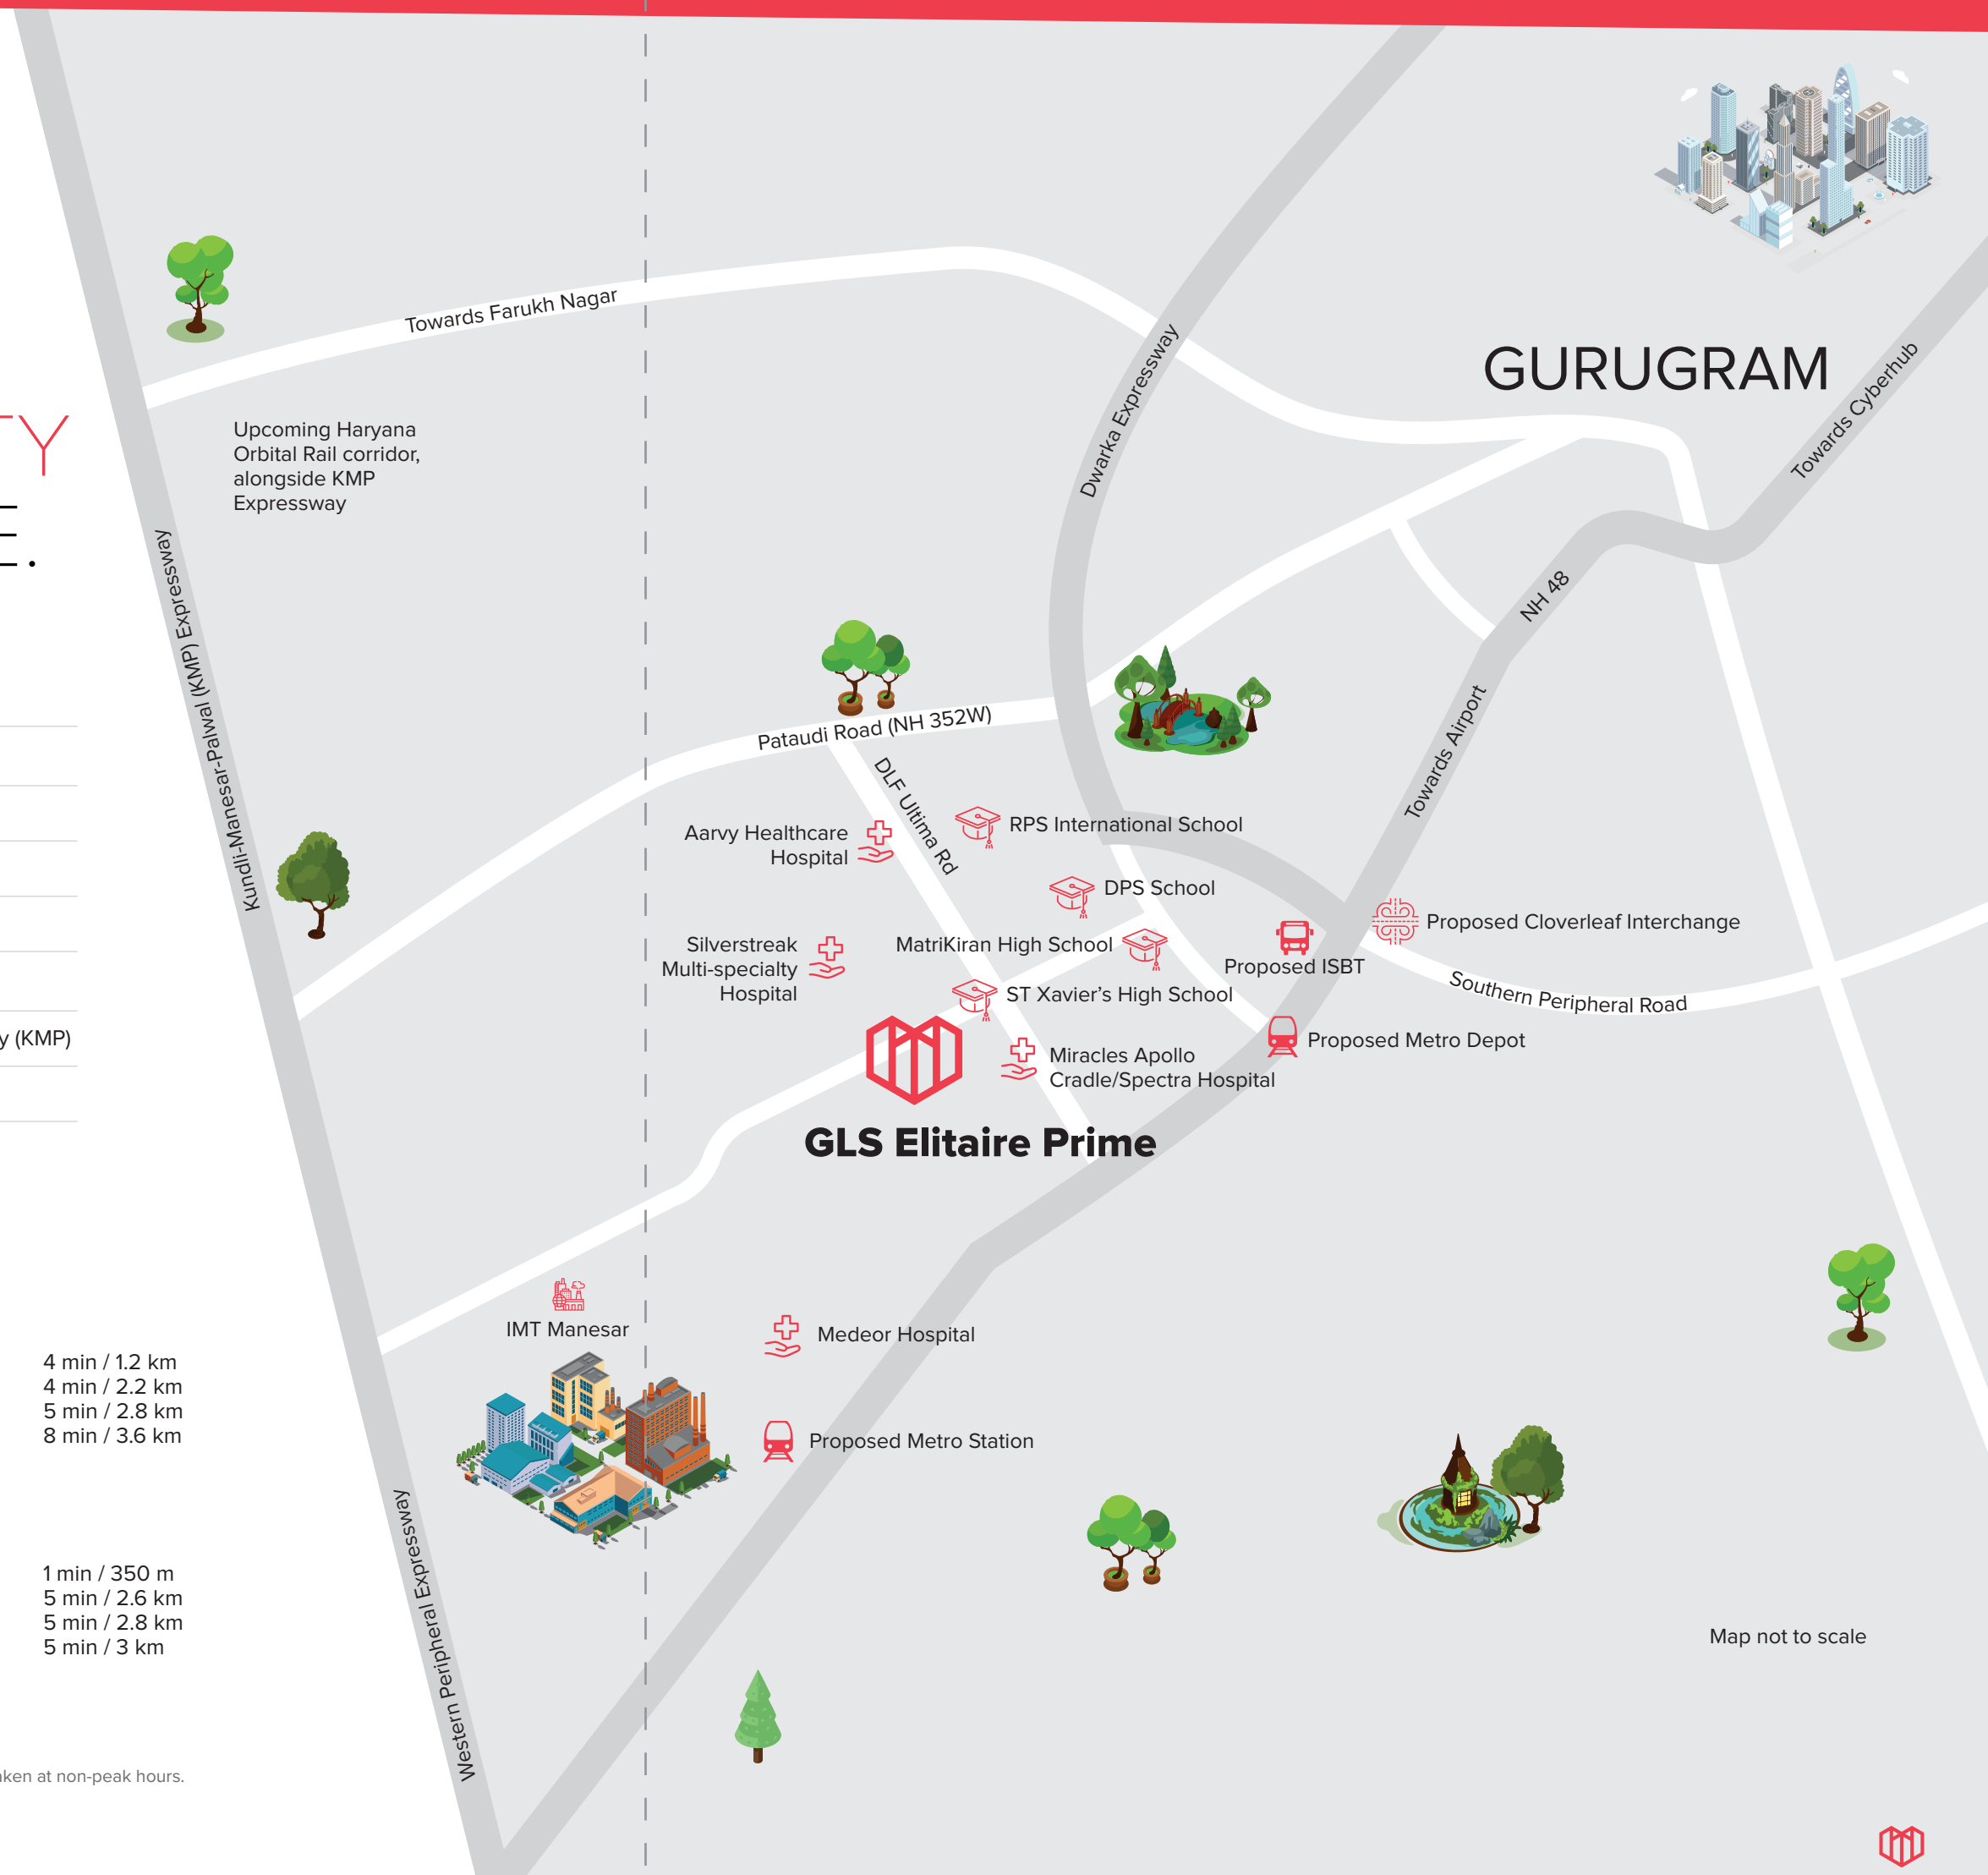 GURUGRAM
Towards Farukh Nagar
Dwarka Expressway
Towards Cyberhub
Upcoming Haryana
Orbital Rail corridor,
alongside KMP
Expressway
TY
E.
Kundli-Manesar-Palwal (KMP) Expressway
NH 48
Towards Airport
Pataudi Road (NH 352W)
DLF Ultima Rd
Aarvy Healthcare
Hospital
RPS International School
DPS School
MatriKiran High School
Silverstreak
Multi-specialty
Hospital
ST Xavier's High School
Proposed ISBT
Proposed Cloverleaf Interchange
Southern Peripheral Road
Proposed Metro Depot
Miracles Apollo
Cradle/Spectra Hospital
GLS Elitaire Prime
y (KMP)
IMT Manesar
Medeor Hospital
Proposed Metro Station
4 min / 1.2 km
4 min / 2.2 km
5 min / 2.8 km
8 min / 3.6 km
Western Peripheral Expressway
1 min / 350 m
5 min / 2.6 km
5 min / 2.8 km
5 min / 3 km
Map not to scale
aken at non-peak hours.